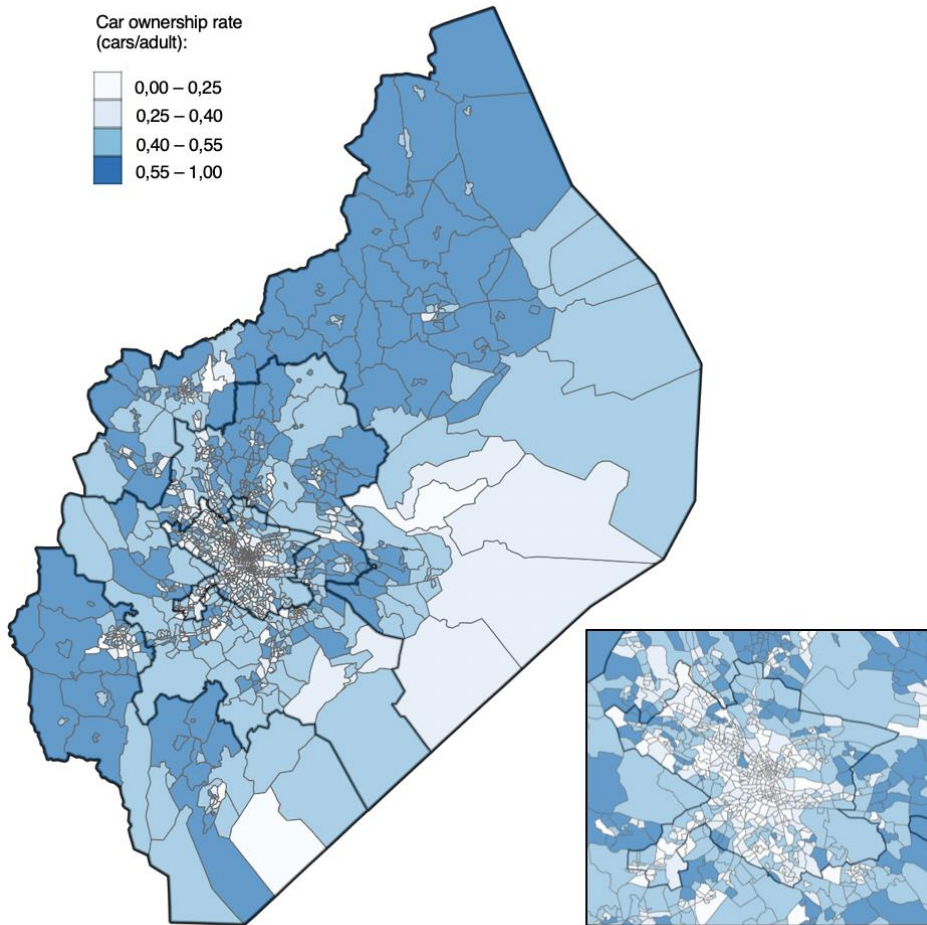 Car ownership rate
(cars/adult):
0,00 – 0,25
0,25 – 0,40
0,40 – 0,55
0,55 – 1,00